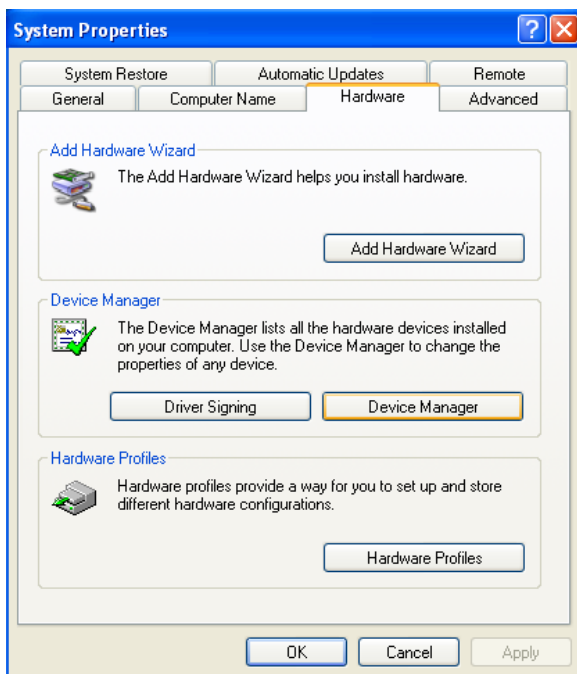 System Properties
System Restore
Automatic Updates
Remote
General
Computer Name
Hardware
Advanced
Add Hardware Wizard
The Add Hardware Wizard helps you install hardware.
Add Hardware Wizard
Device Manager
The Device Manager lists all the hardware devices installed
on your computer. Use the Device Manager to change the
properties of any device.
Driver Signing
Device Manager
Hardware Profiles
Hardware profiles provide a way for you to set up and store
different hardware configurations.
Hardware Profiles
OK
Cancel
Apply